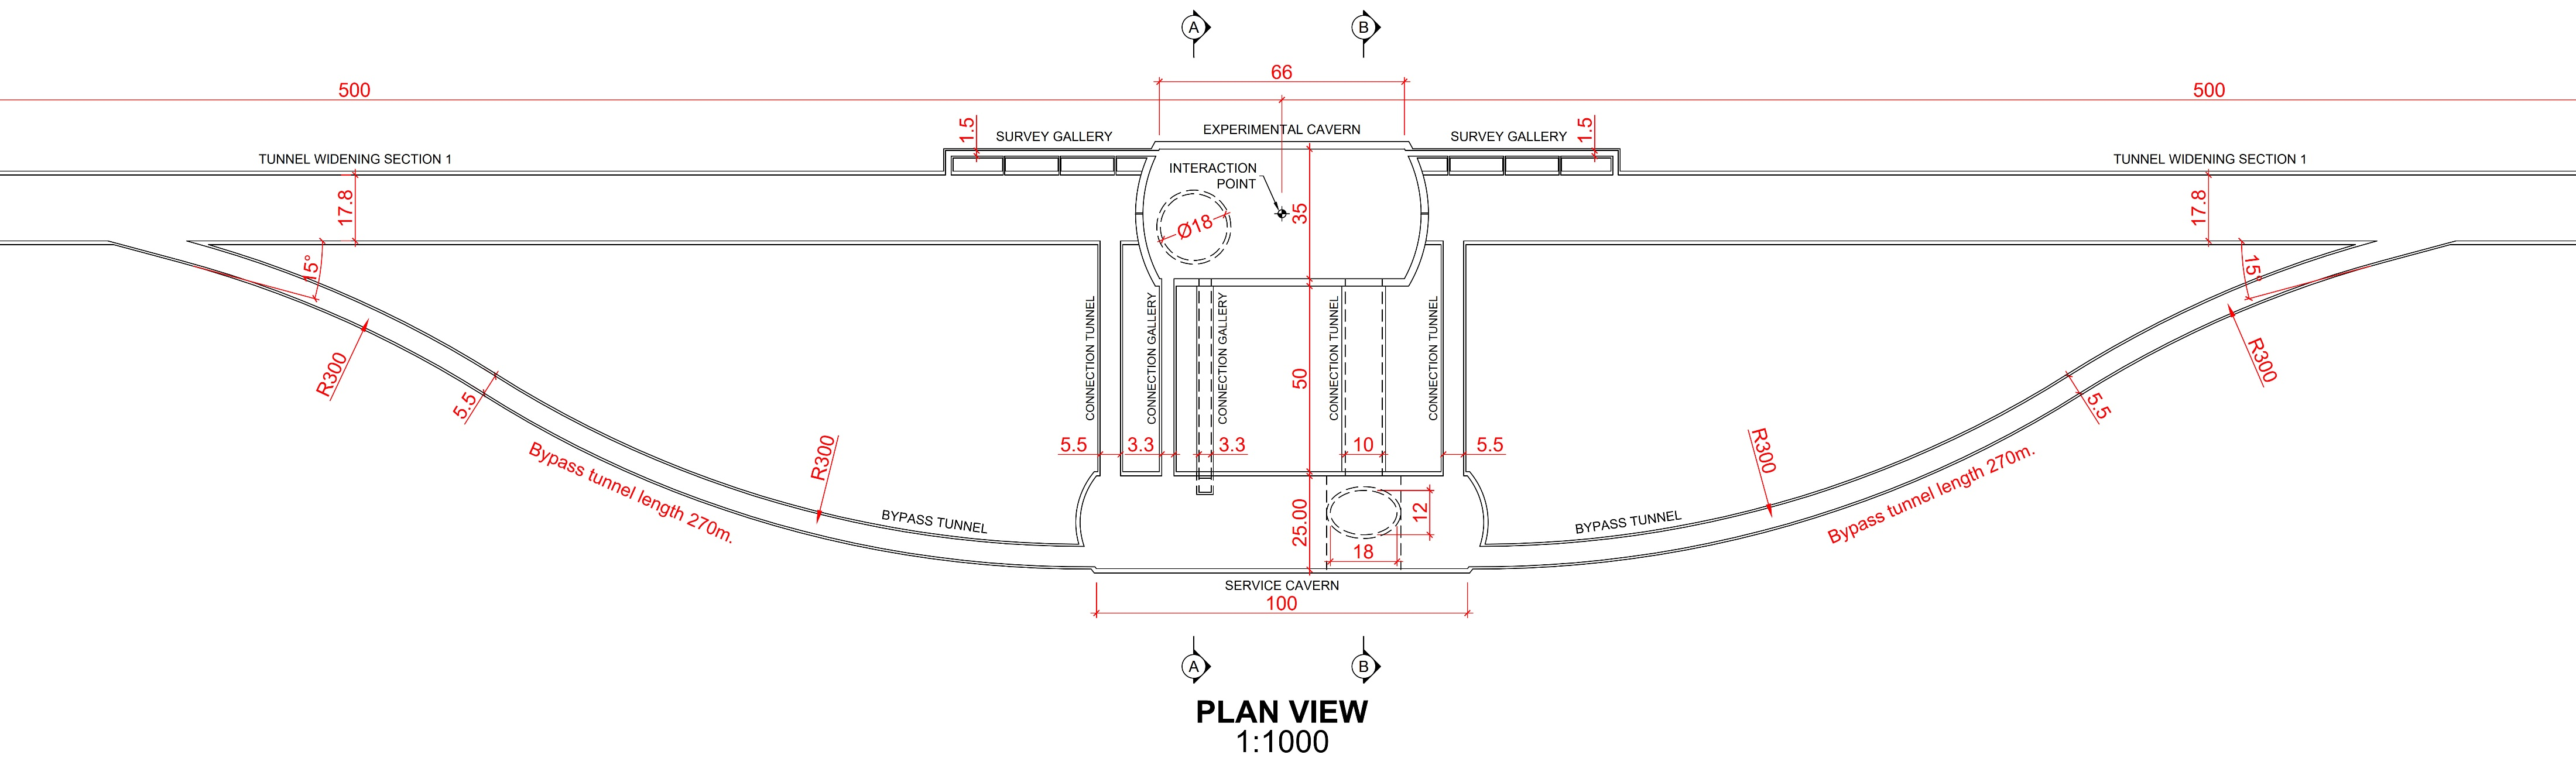 A
B
66
500
500
1.5
SURVEY GALLERY
EXPERIMENTAL CAVERN
SURVEY GALLERY
1.5
TUNNEL WIDENING SECTION 1
TUNNEL WIDENING SECTION 1
INTERACTION
POINT
17.8
35
17.8
Ø18
15°
15°
R300
5.5
CONNECTION TUNNEL
CONNECTION GALLERY
CONNECTION GALLERY
CONNECTION TUNNEL
CONNECTION TUNNEL
50
R300
5.5
R300
5.5
3.3
3.3
10
5.5
R300
Bypass tunnel length 270m.
Bypass tunnel length 270m.
BYPASS TUNNEL
25.00
12
18
BYPASS TUNNEL
SERVICE CAVERN
100
A
B
PLAN VIEW
1:1000